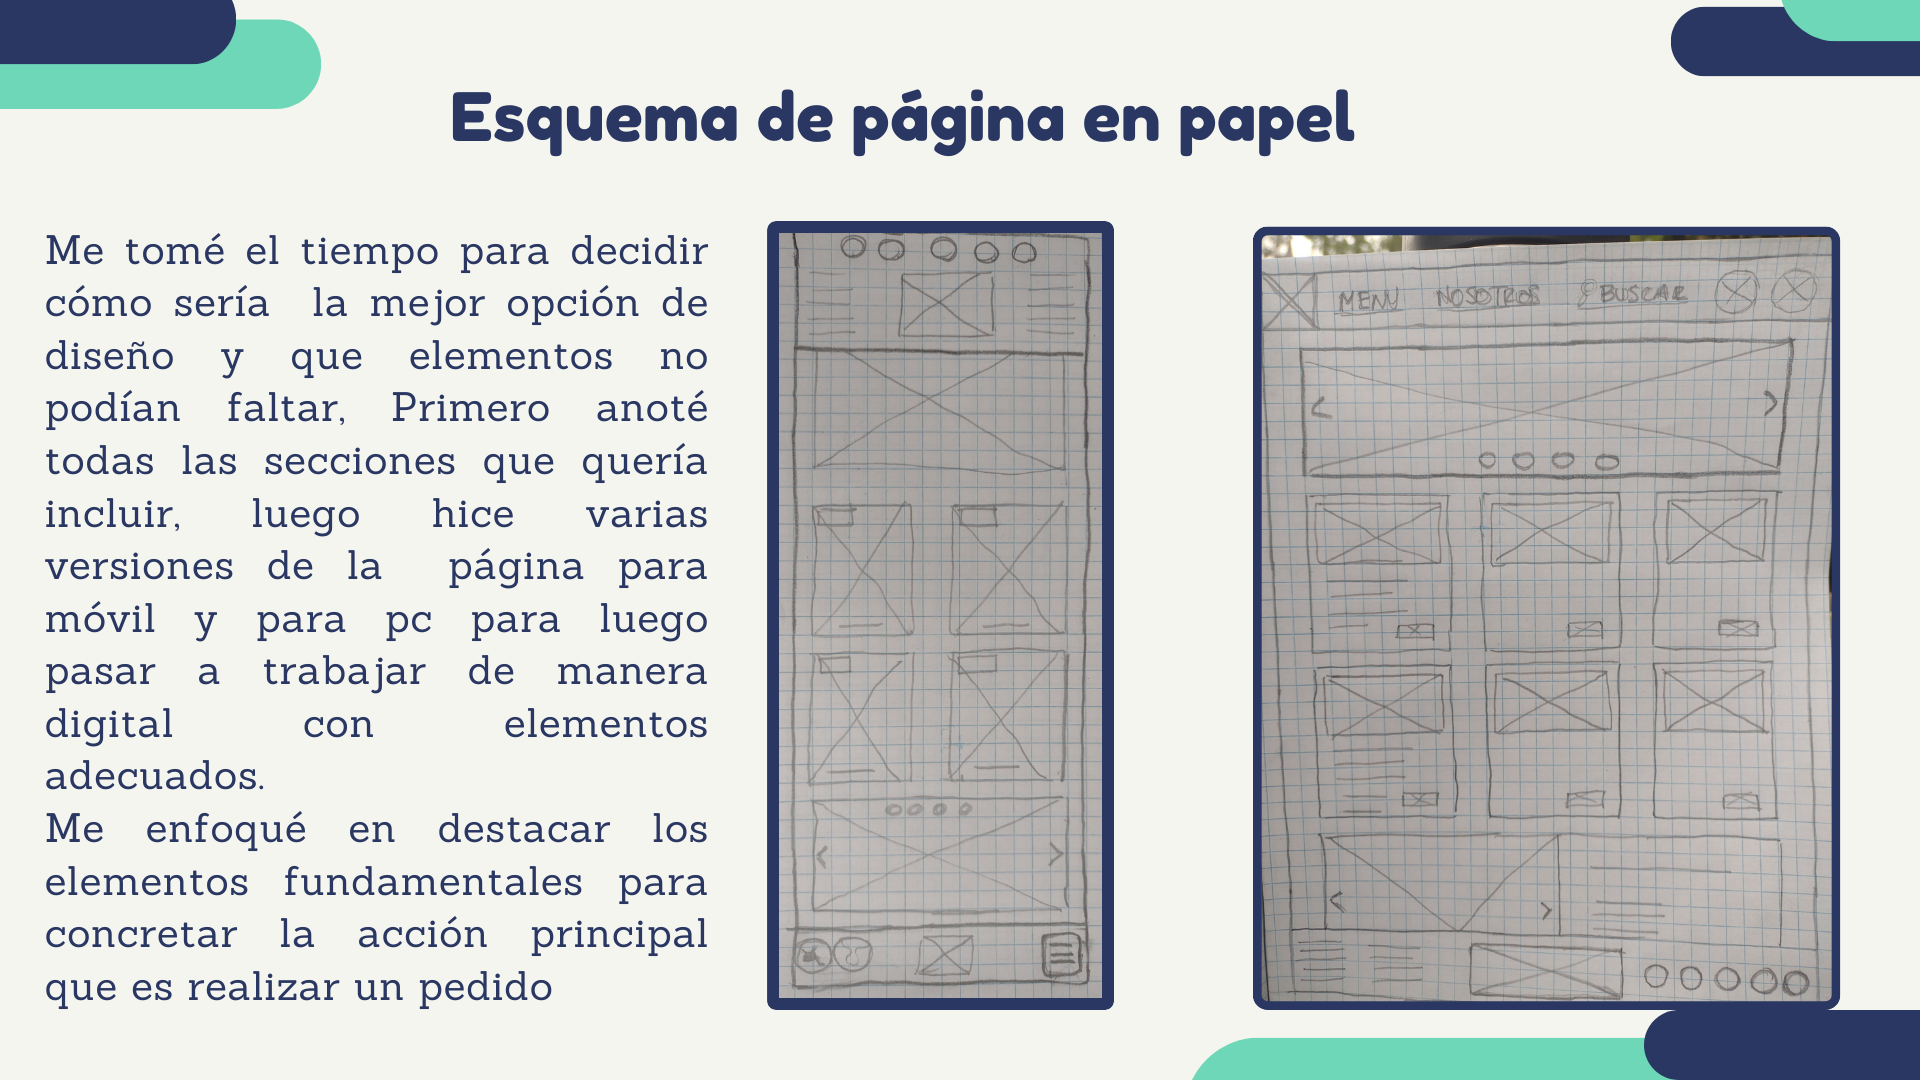 Esquema de página en papel
Me tomé el tiempo para decidir
cómo sería la mejor opción de
diseño y que elementos no
podían faltar, Primero anoté
todas las secciones que quería
incluir, luego hice varias
versiones de la página para
móvil y para pc para luego
pasar a trabajar de manera
digital con elementos
adecuados.
Me enfoqué en destacar los
elementos fundamentales para
concretar la acción principal
que es realizar un pedido
MENU NOSOTROS BUSCAR